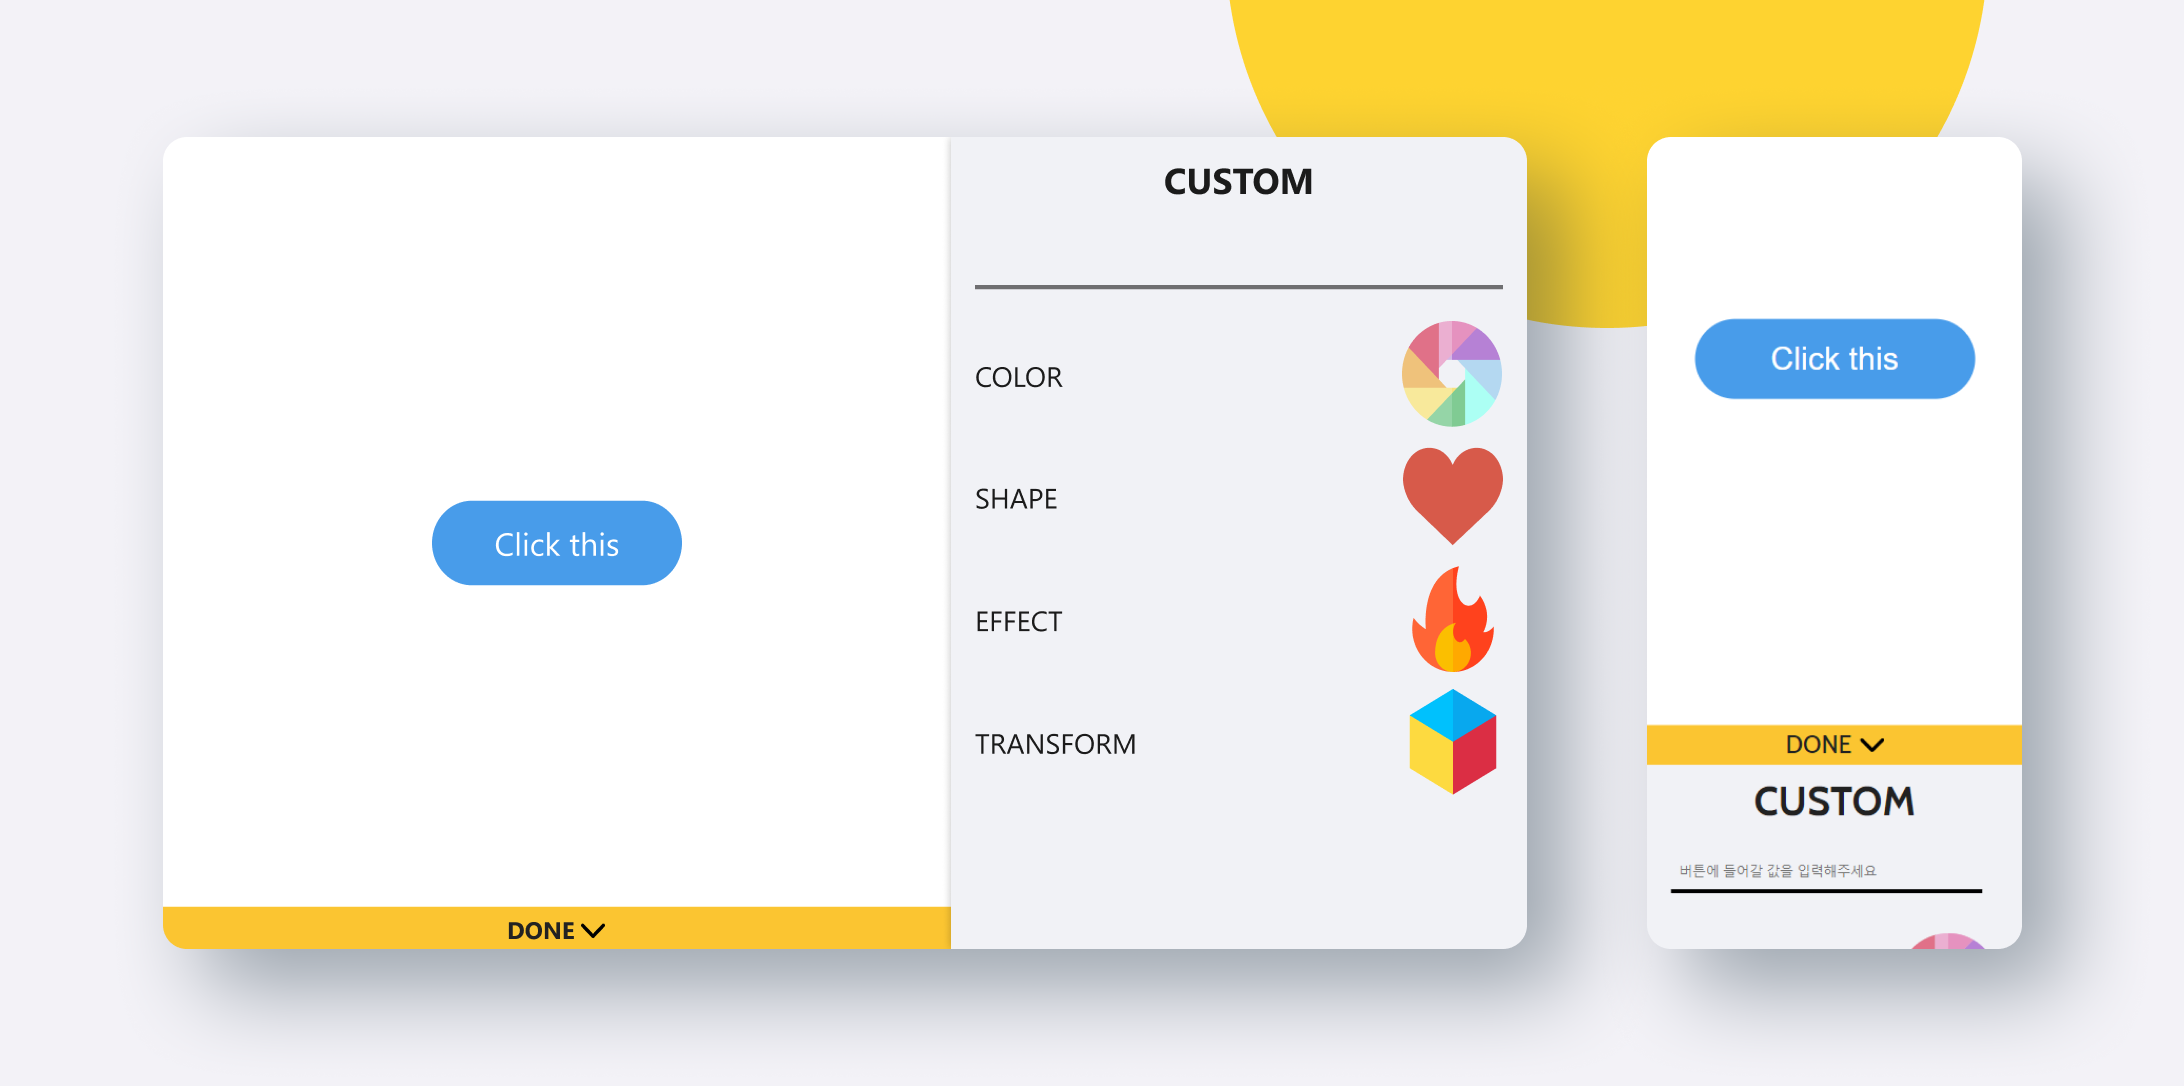 Click this
DONE
CUSTOM
COLOR
SHAPE
EFFECT
TRANSFORM
Click this
DONE
CUSTOM
버튼에 들어갈 값을 입력해주세요